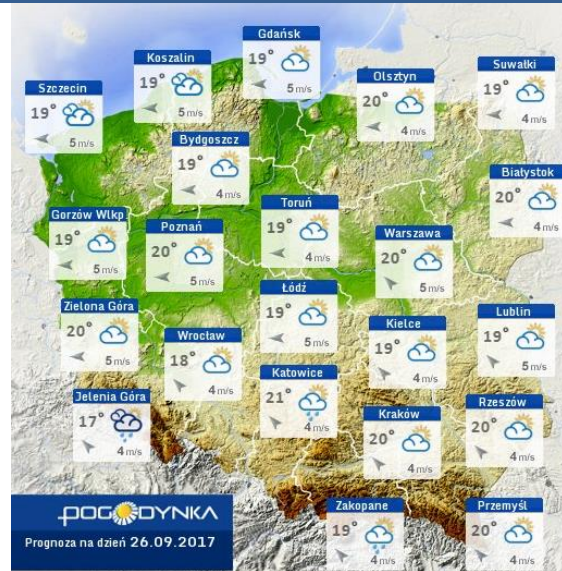 Gdańsk
19° 5 m/s
Koszalin
19° 5 m/s
Suwałki
19° 4 m/s
Olsztyn
20° 4 m/s
Szczecin
19° 5 m/s
Bydgoszcz
19° 4 m/s
Białystok
20° 4 m/s
Toruń
19° 4 m/s
Gorzów Wlkp
19° 5 m/s
Poznań
20° 5 m/s
Warszawa
20° 5 m/s
Łódź
19° 5 m/s
Zielona Góra
20° 5 m/s
Lublin
19° 5 m/s
Kielce
19° 4 m/s
Wrocław
18° 4 m/s
Katowice
21° 4 m/s
Jelenia Góra
17° 4 m/s
Rzeszów
20° 4 m/s
Kraków
20° 4 m/s
Zakopane
19° 4 m/s
Przemyśl
20° 4 m/s
POGODYNKA
Prognoza na dzień 26.09.2017